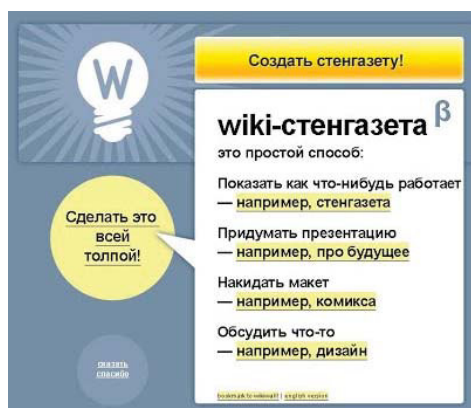 W
Создать стенгазету!
wiki-стенгазета β
это простой способ:
Показать как что-нибудь работает
— например, стенгазета
Придумать презентацию
— например, про будущее
Накидать макет
— например, комикса
Обсудить что-то
— например, дизайн
Сделать это
всей
толпой!
сказать
спасибо
english version